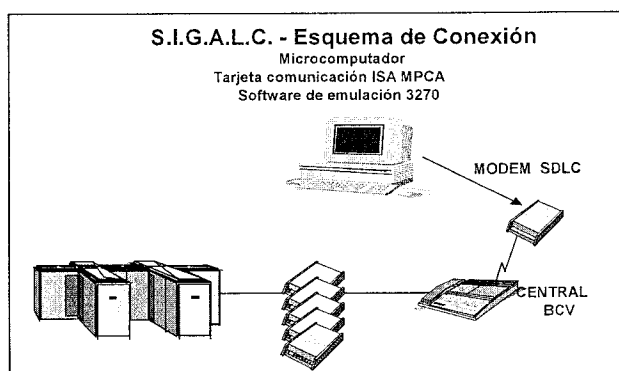 S.I.G.A.L.C. - Esquema de Conexión
Microcomputador
Tarjeta comunicación ISA MPCA
Software de emulación 3270
MODEM SDLC
CENTRAL
BCV